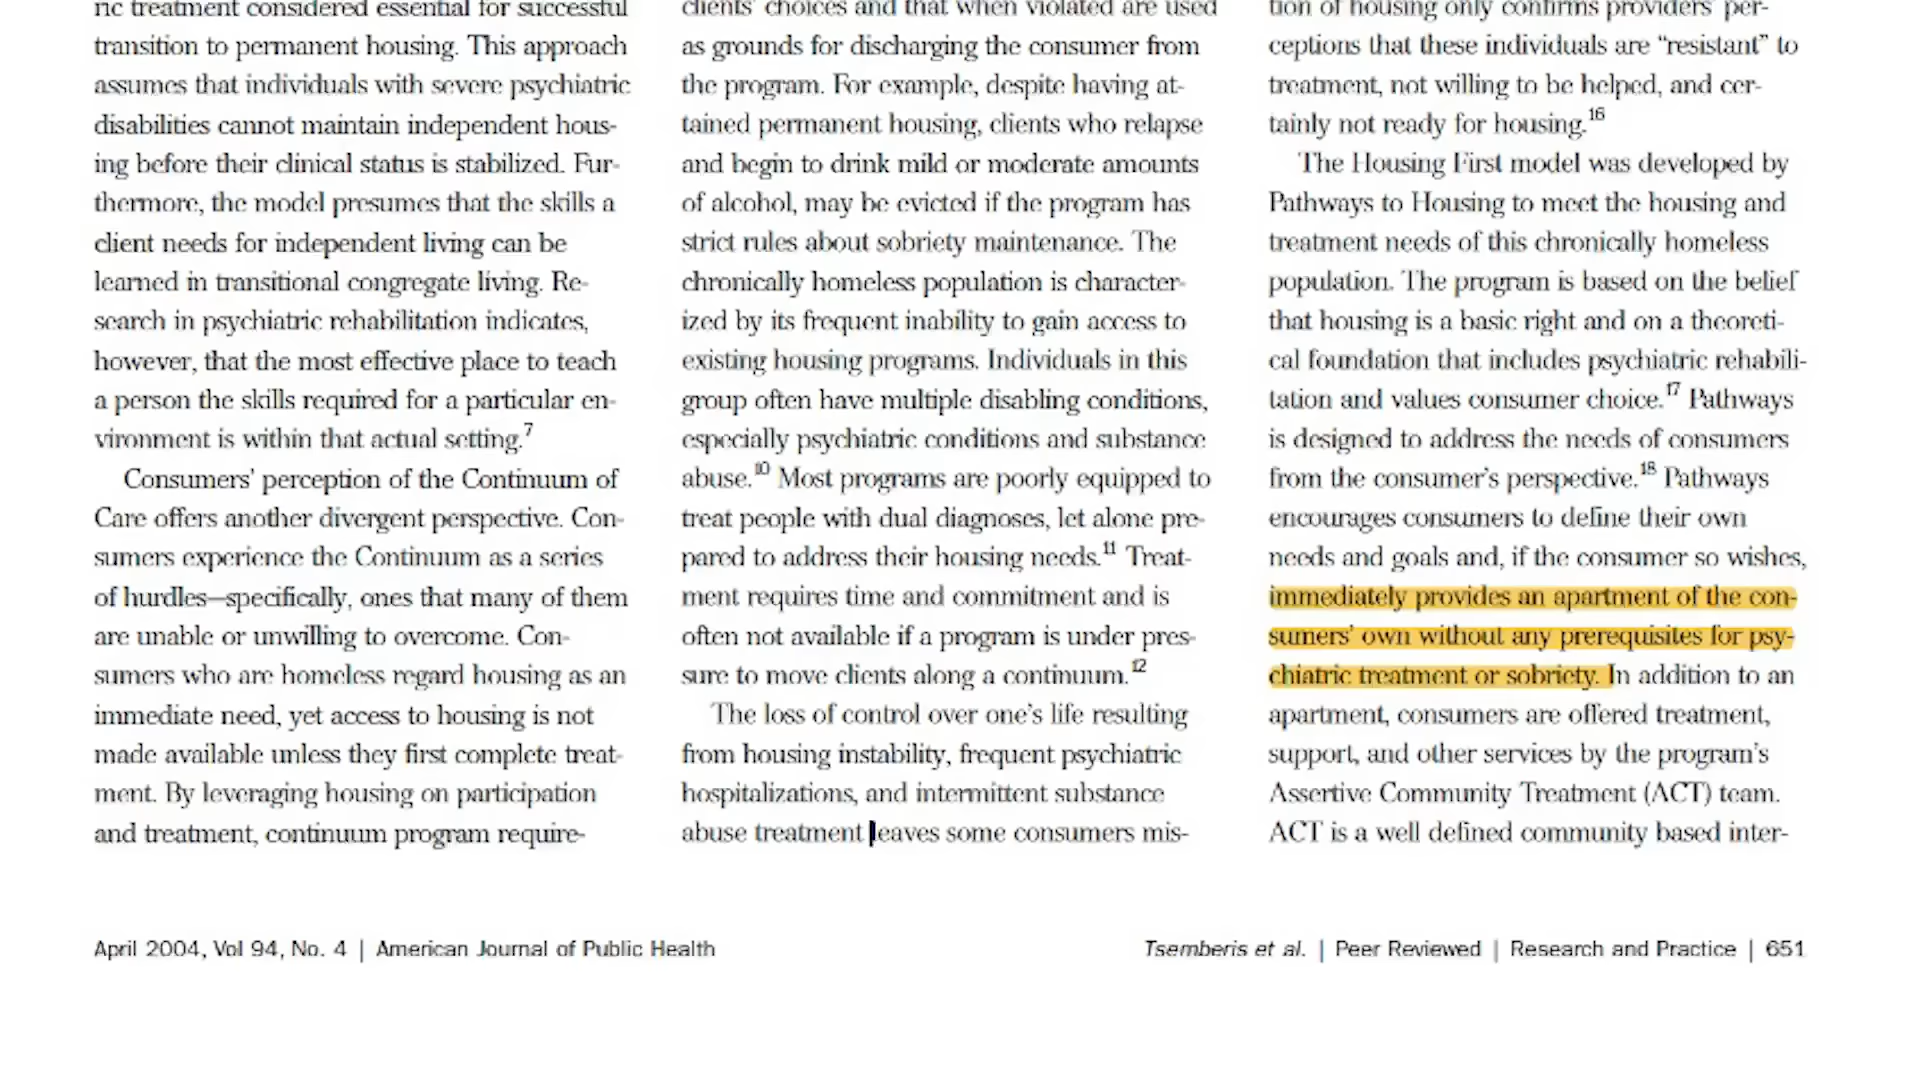 ric treatment considered essential for successful
transition to permanent housing. This approach
assumes that individuals with severe psychiatric
disabilities cannot maintain independent hous-
ing before their clinical status is stabilized. Fur-
thermore, the model presumes that the skills a
client needs for independent living can be
learned in transitional congregate living. Re-
search in psychiatric rehabilitation indicates,
however, that the most effective place to teach
a person the skills required for a particular en-
vironment is within that actual setting.7
Consumers' perception of the Continuum of
Care offers another divergent perspective. Con-
sumers experience the Continuum as a series
of hurdles—specifically, ones that many of them
are unable or unwilling to overcome. Con-
sumers who are homeless regard housing as an
immediate need, yet access to housing is not
made available unless they first complete treat-
ment. By leveraging housing on participation
and treatment, continuum program require-
clients' choices and that when violated are used
as grounds for discharging the consumer from
the program. For example, despite having at-
tained permanent housing, clients who relapse
and begin to drink mild or moderate amounts
of alcohol, may be evicted if the program has
strict rules about sobriety maintenance. The
chronically homeless population is character-
ized by its frequent inability to gain access to
existing housing programs. Individuals in this
group often have multiple disabling conditions,
especially psychiatric conditions and substance
abuse.10 Most programs are poorly equipped to
treat people with dual diagnoses, let alone pre-
pared to address their housing needs.11 Treat-
ment requires time and commitment and is
often not available if a program is under pres-
sure to move clients along a continuum.12
The loss of control over one's life resulting
from housing instability, frequent psychiatric
hospitalizations, and intermittent substance
abuse treatment leaves some consumers mis-
tion of housing only confirms providers' per-
ceptions that these individuals are “resistant” to
treatment, not willing to be helped, and cer-
tainly not ready for housing.16
The Housing First model was developed by
Pathways to Housing to meet the housing and
treatment needs of this chronically homeless
population. The program is based on the belief
that housing is a basic right and on a theoreti-
cal foundation that includes psychiatric rehabili-
tation and values consumer choice.17 Pathways
is designed to address the needs of consumers
from the consumer's perspective.18 Pathways
encourages consumers to define their own
needs and goals and, if the consumer so wishes,
immediately provides an apartment of the con-
sumers' own without any prerequisites for psy-
chiatric treatment or sobriety. In addition to an
apartment, consumers are offered treatment,
support, and other services by the program's
Assertive Community Treatment (ACT) team.
ACT is a well defined community based inter-
April 2004, Vol 94, No. 4 | American Journal of Public Health
Tsemberis et al. | Peer Reviewed | Research and Practice | 651